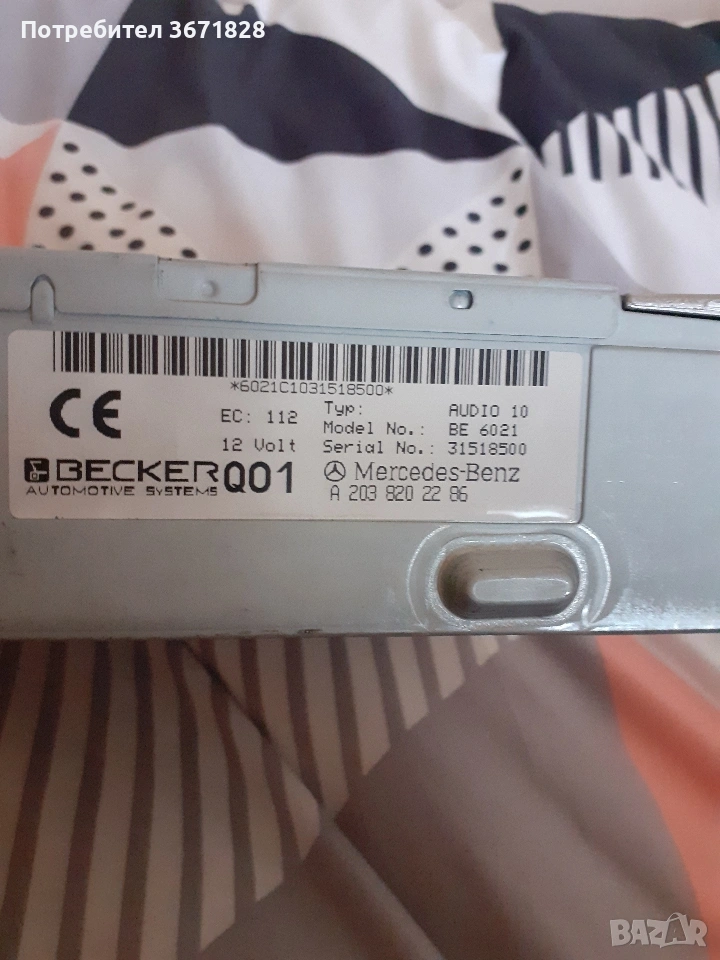 Потребител 3671828
*6021C1031518500*
CE
EC: 112
12 Volt
Typ: AUDIO 10
Model No.: BE 6021
Serial No.: 31518500
BECKER
AUTOMOTIVE SYSTEMS
Q01
Mercedes-Benz
A 203 820 22 86
BAZAR